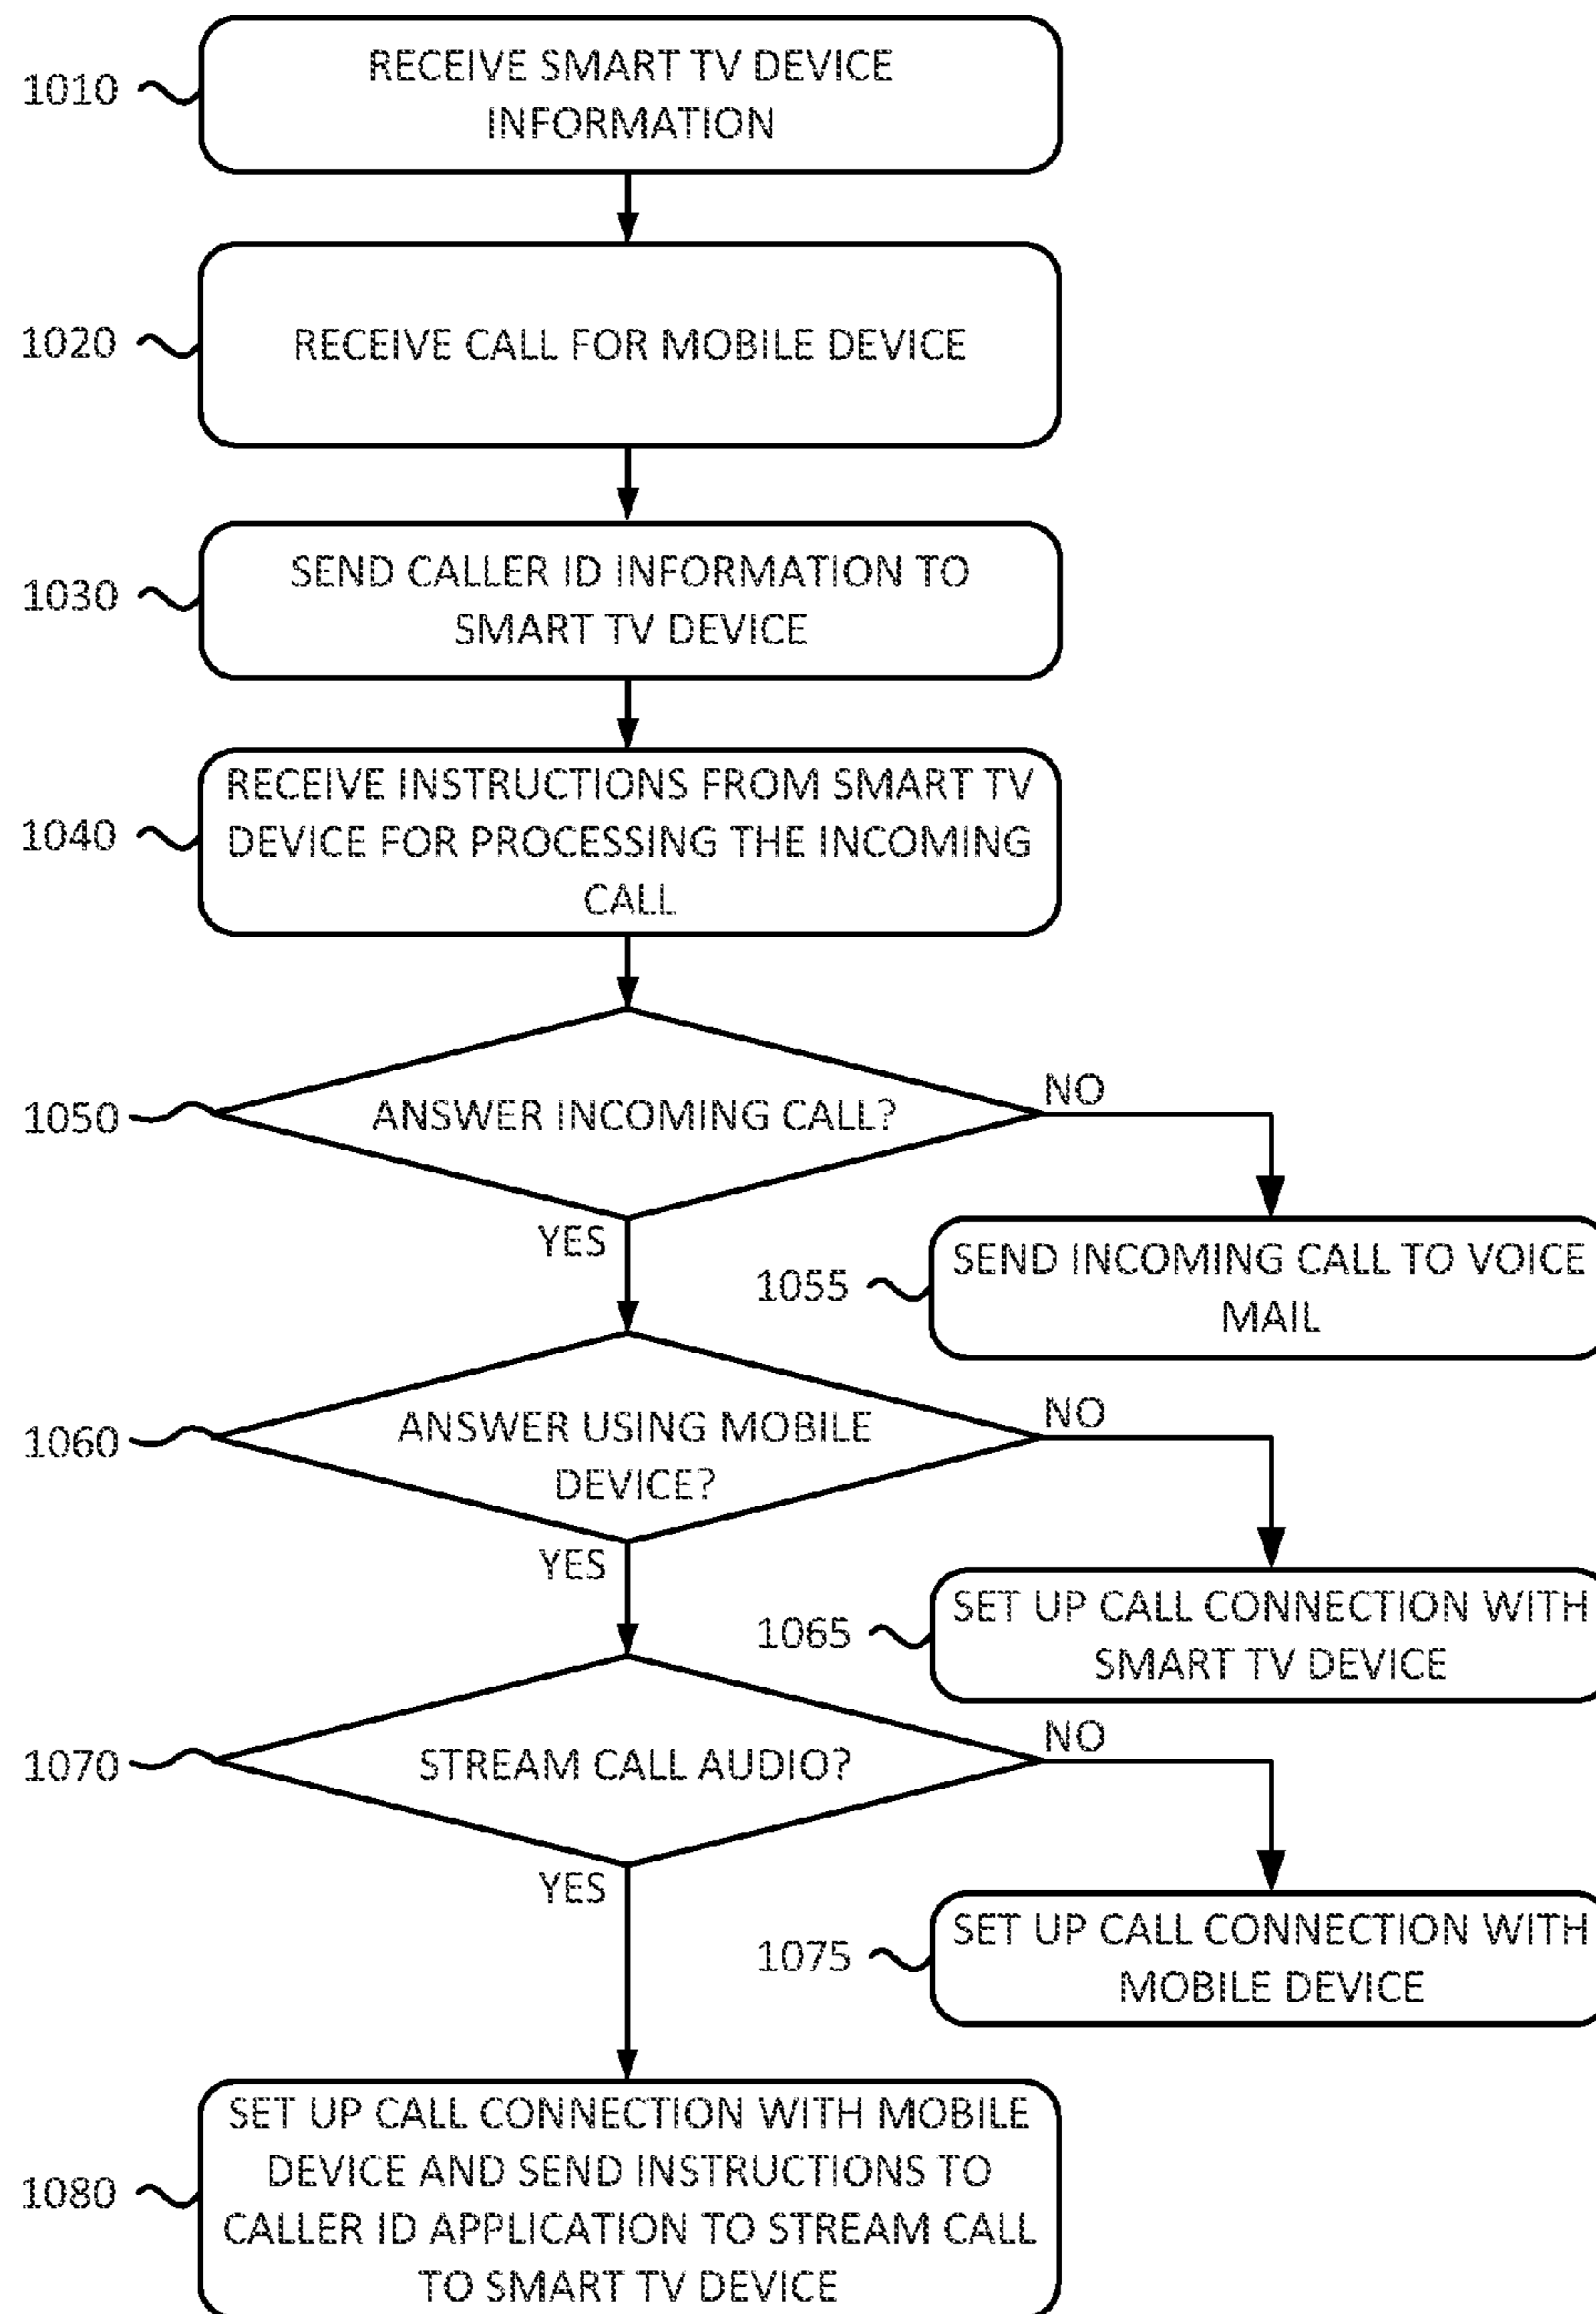 1010
RECEIVE SMART TV DEVICE
INFORMATION
1020
RECEIVE CALL FOR MOBILE DEVICE
1030
SEND CALLER ID INFORMATION TO
SMART TV DEVICE
1040
RECEIVE INSTRUCTIONS FROM SMART TV
DEVICE FOR PROCESSING THE INCOMING
CALL
1050
ANSWER INCOMING CALL?
NO
YES
1055
SEND INCOMING CALL TO VOICE
MAIL
1060
ANSWER USING MOBILE
DEVICE?
NO
YES
1065
SET UP CALL CONNECTION WITH
SMART TV DEVICE
1070
STREAM CALL AUDIO?
NO
YES
1075
SET UP CALL CONNECTION WITH
MOBILE DEVICE
1080
SET UP CALL CONNECTION WITH MOBILE
DEVICE AND SEND INSTRUCTIONS TO
CALLER ID APPLICATION TO STREAM CALL
TO SMART TV DEVICE